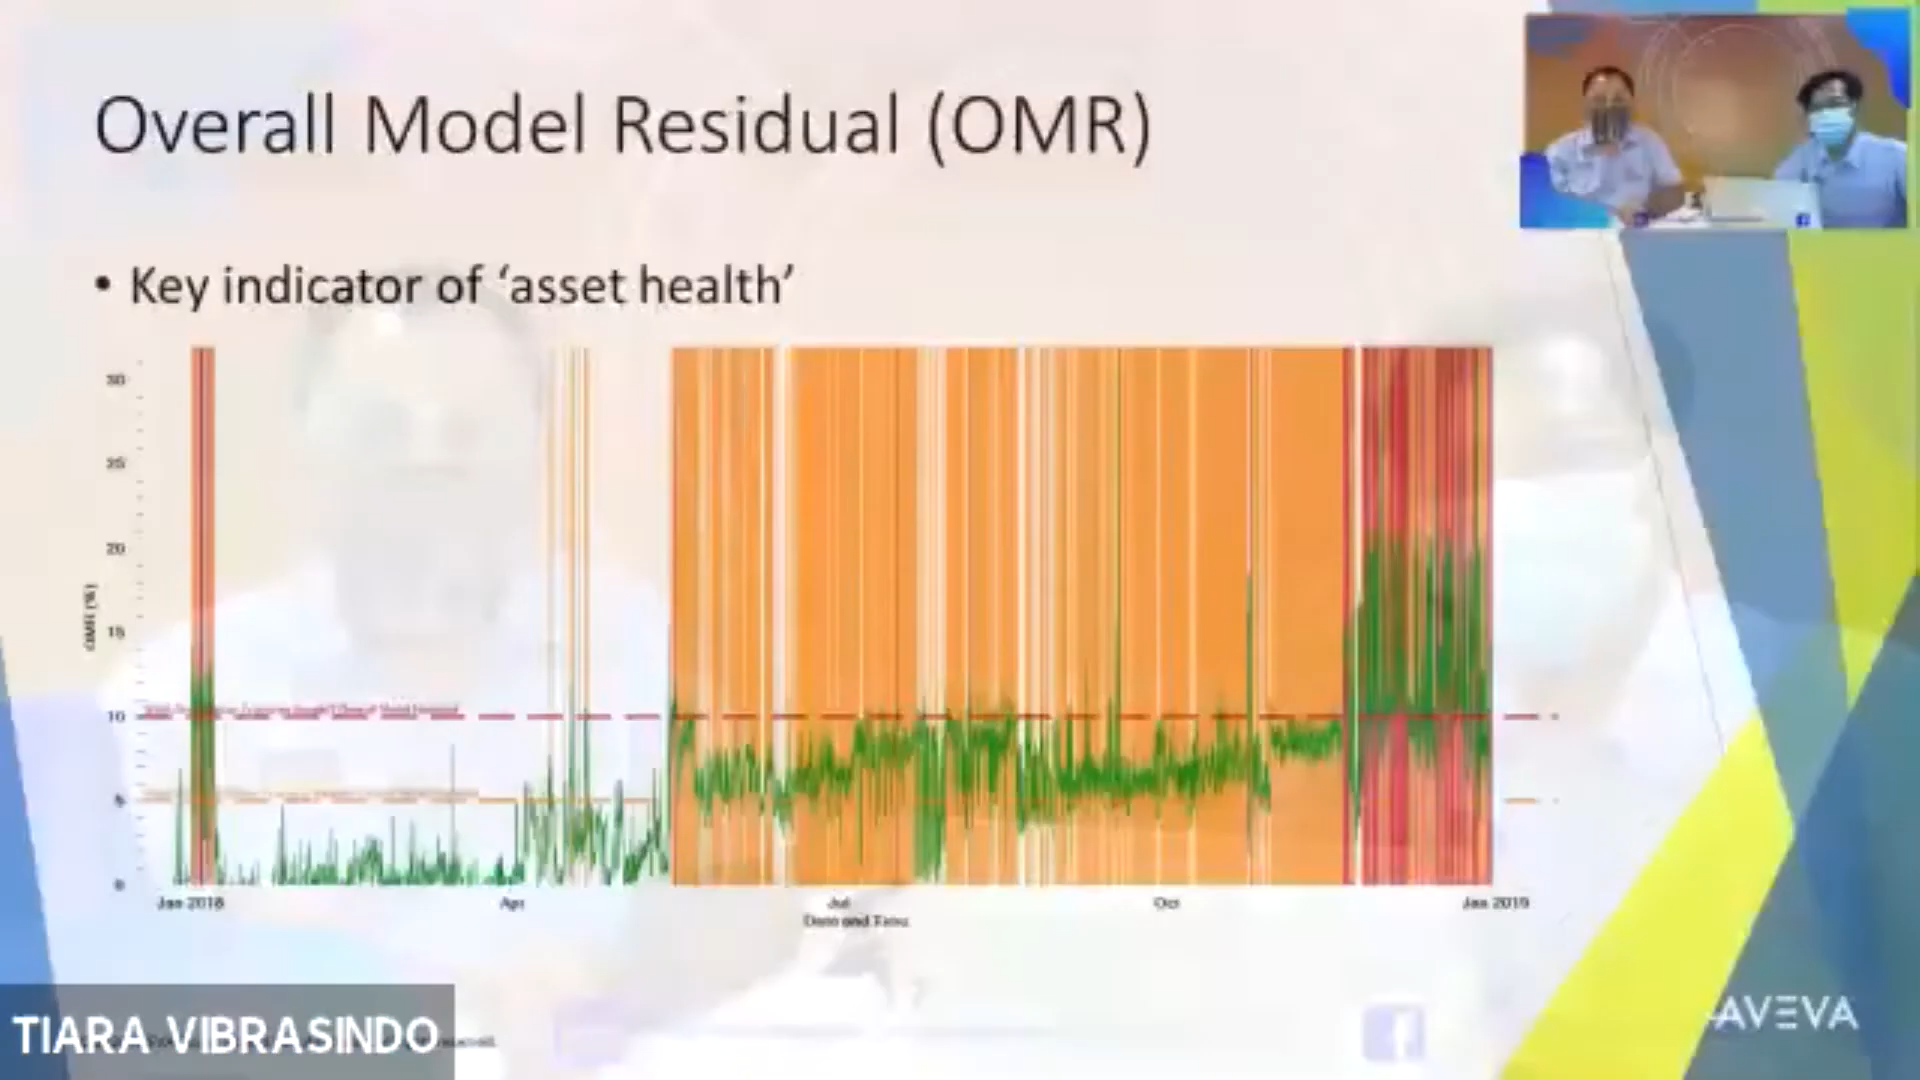 Overall Model Residual (OMR)
• Key indicator of ‘asset health’
30
25
20
15
10
5
0
OMR (%)
Jan 2018
Apr
Jul
Oct
Jan 2019
Date and Time
AVEVA
TIARA VIBRASINDO